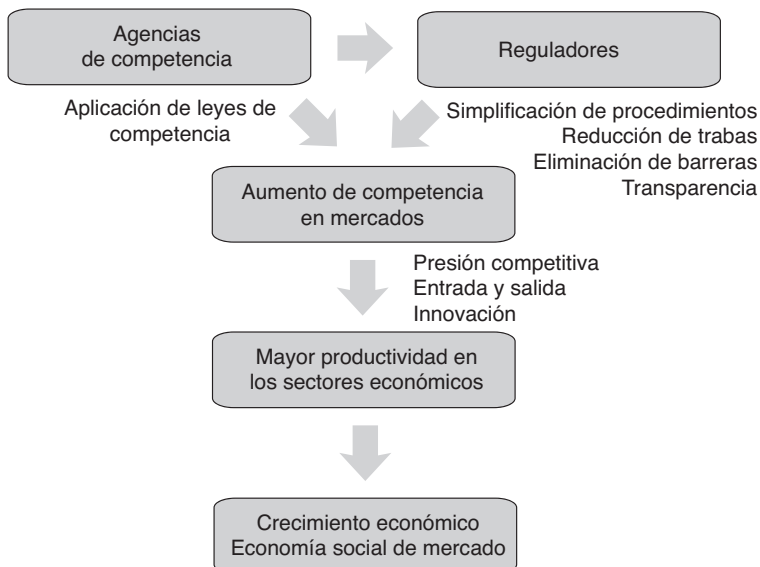 Agencias
de competencia
Reguladores
Aplicación de leyes de
competencia
Simplificación de procedimientos
Reducción de trabas
Eliminación de barreras
Transparencia
Aumento de competencia
en mercados
Presión competitiva
Entrada y salida
Innovación
Mayor productividad en
los sectores económicos
Crecimiento económico
Economía social de mercado